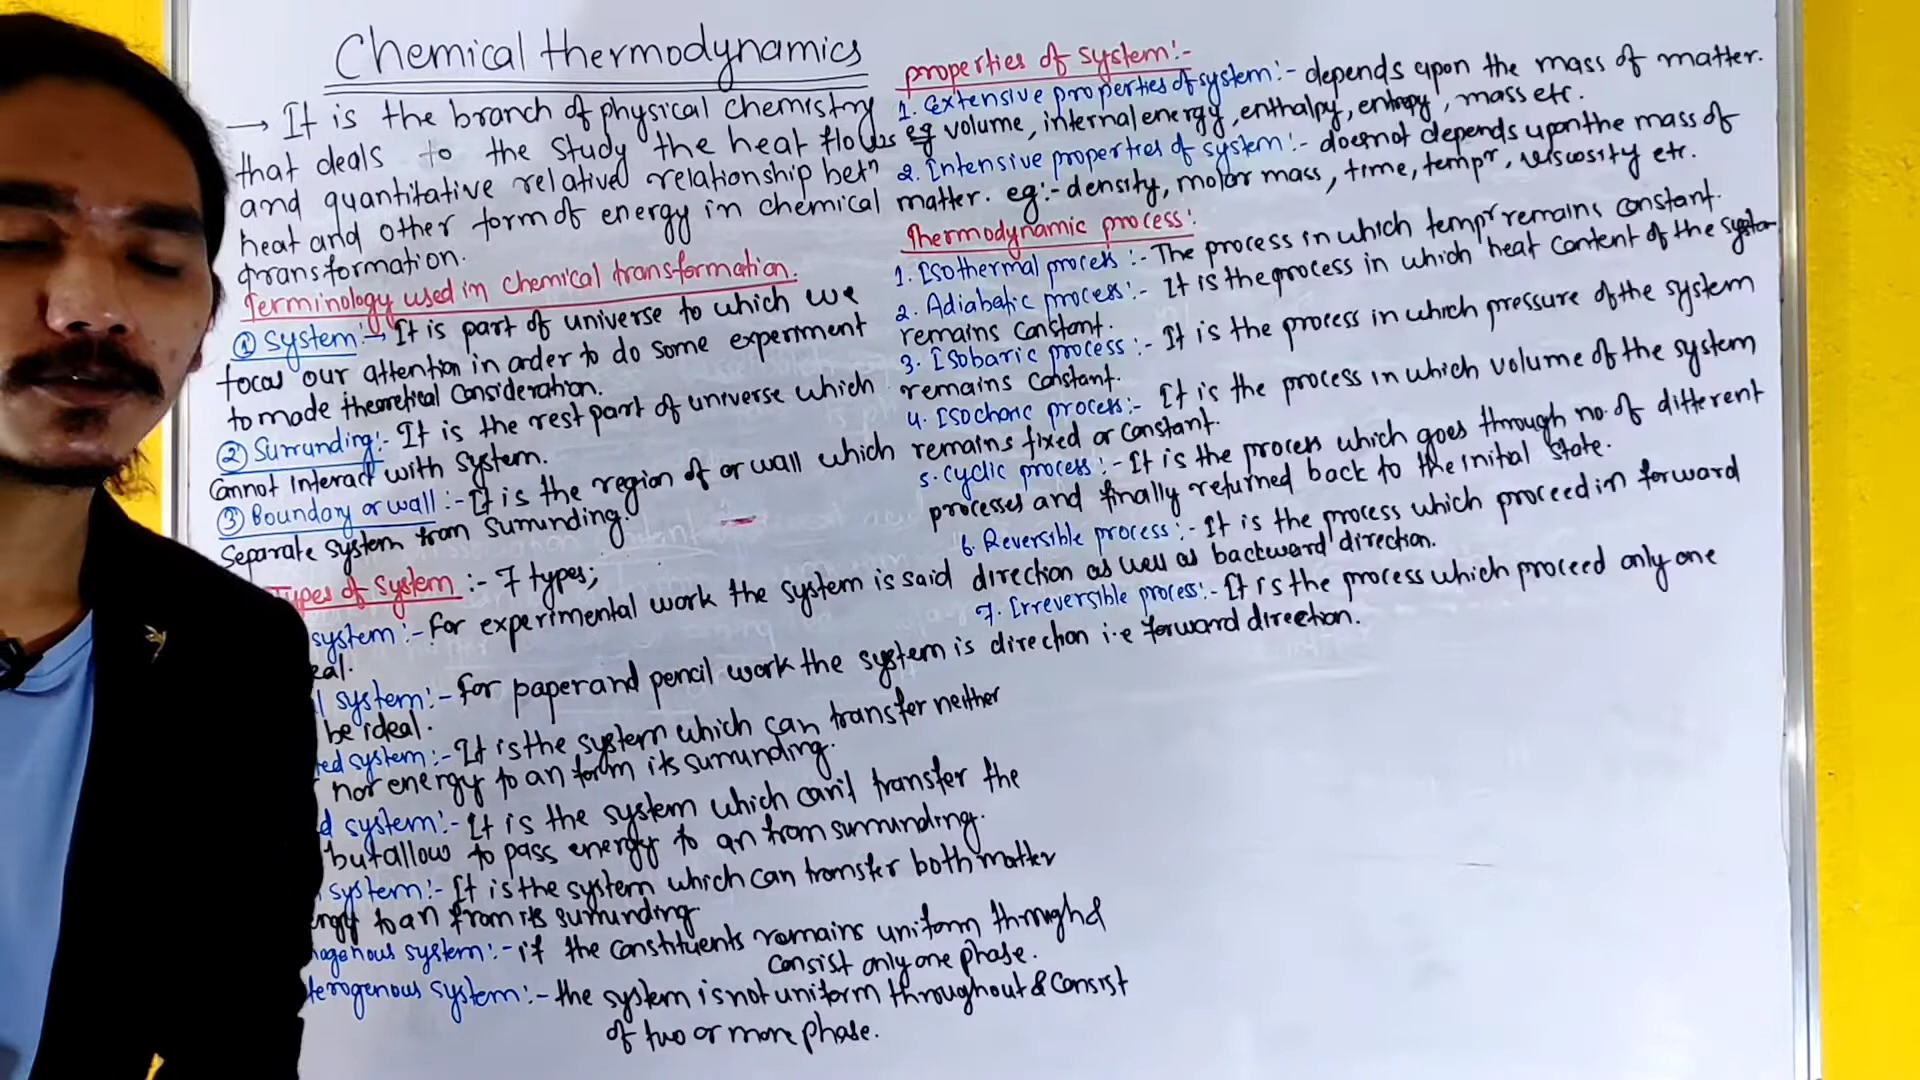 Chemical thermodynamics
→ It is the branch of physical chemistry
that deals to the study the heat flows
and quantitative relative relationship betn
heat and other form of energy in chemical
transformation.
Terminology used in chemical transformation.
① System:→ It is part of universe to which we
focus our attention in order to do some experiment
to made theoretical consideration.
② Surrunding:- It is the rest part of universe which
cannot interact with system.
③ Boundary or wall:- It is the region of or wall which
Separate system from surrunding.
Types of system:- 7 types;
system:- for experimental work the system is said
eal.
l system:- for paper and pencil work the system is
be ideal.
ted system:- It is the system which can transfer neither
nor energy to an form its surrunding.
d system:- It is the system which can't transfer the
but allow to pass energy to an from surrunding.
system:- It is the system which can transfer both matter
ergy to an from its surrunding
ogenous system:- if the constituents remains uniform through &
consist only one phase.
terogenous system:- the system is not uniform throughout & consist
of two or more phase.
properties of system:-
1. Extensive properties of system:- depends upon the mass of matter.
eg volume, internal energy, enthalpy, entropy, mass etc.
2. Intensive properties of system:- doesnot depends upon the mass of
matter. eg:- density, molar mass, time, tempr, viscosity etc.
Thermodynamic process:
1. Isothermal process:- The process in which tempr remains constant.
2. Adiabatic process:- It is the process in which heat content of the system
remains constant.
3. Isobaric process:- It is the process in which pressure of the system
remains constant.
4. Isochoric process:- It is the process in which volume of the system
remains fixed or constant.
5. Cyclic process:- It is the process which goes through no. of different
processes and finally returned back to the initial state.
6. Reversible process:- It is the process which proceed in forward
direction as well as backward direction.
7. Irreversible process:- It is the process which proceed only one
direction i.e forward direction.